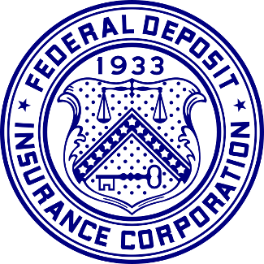 FEDERAL DEPOSIT
1933
INSURANCE CORPORATION